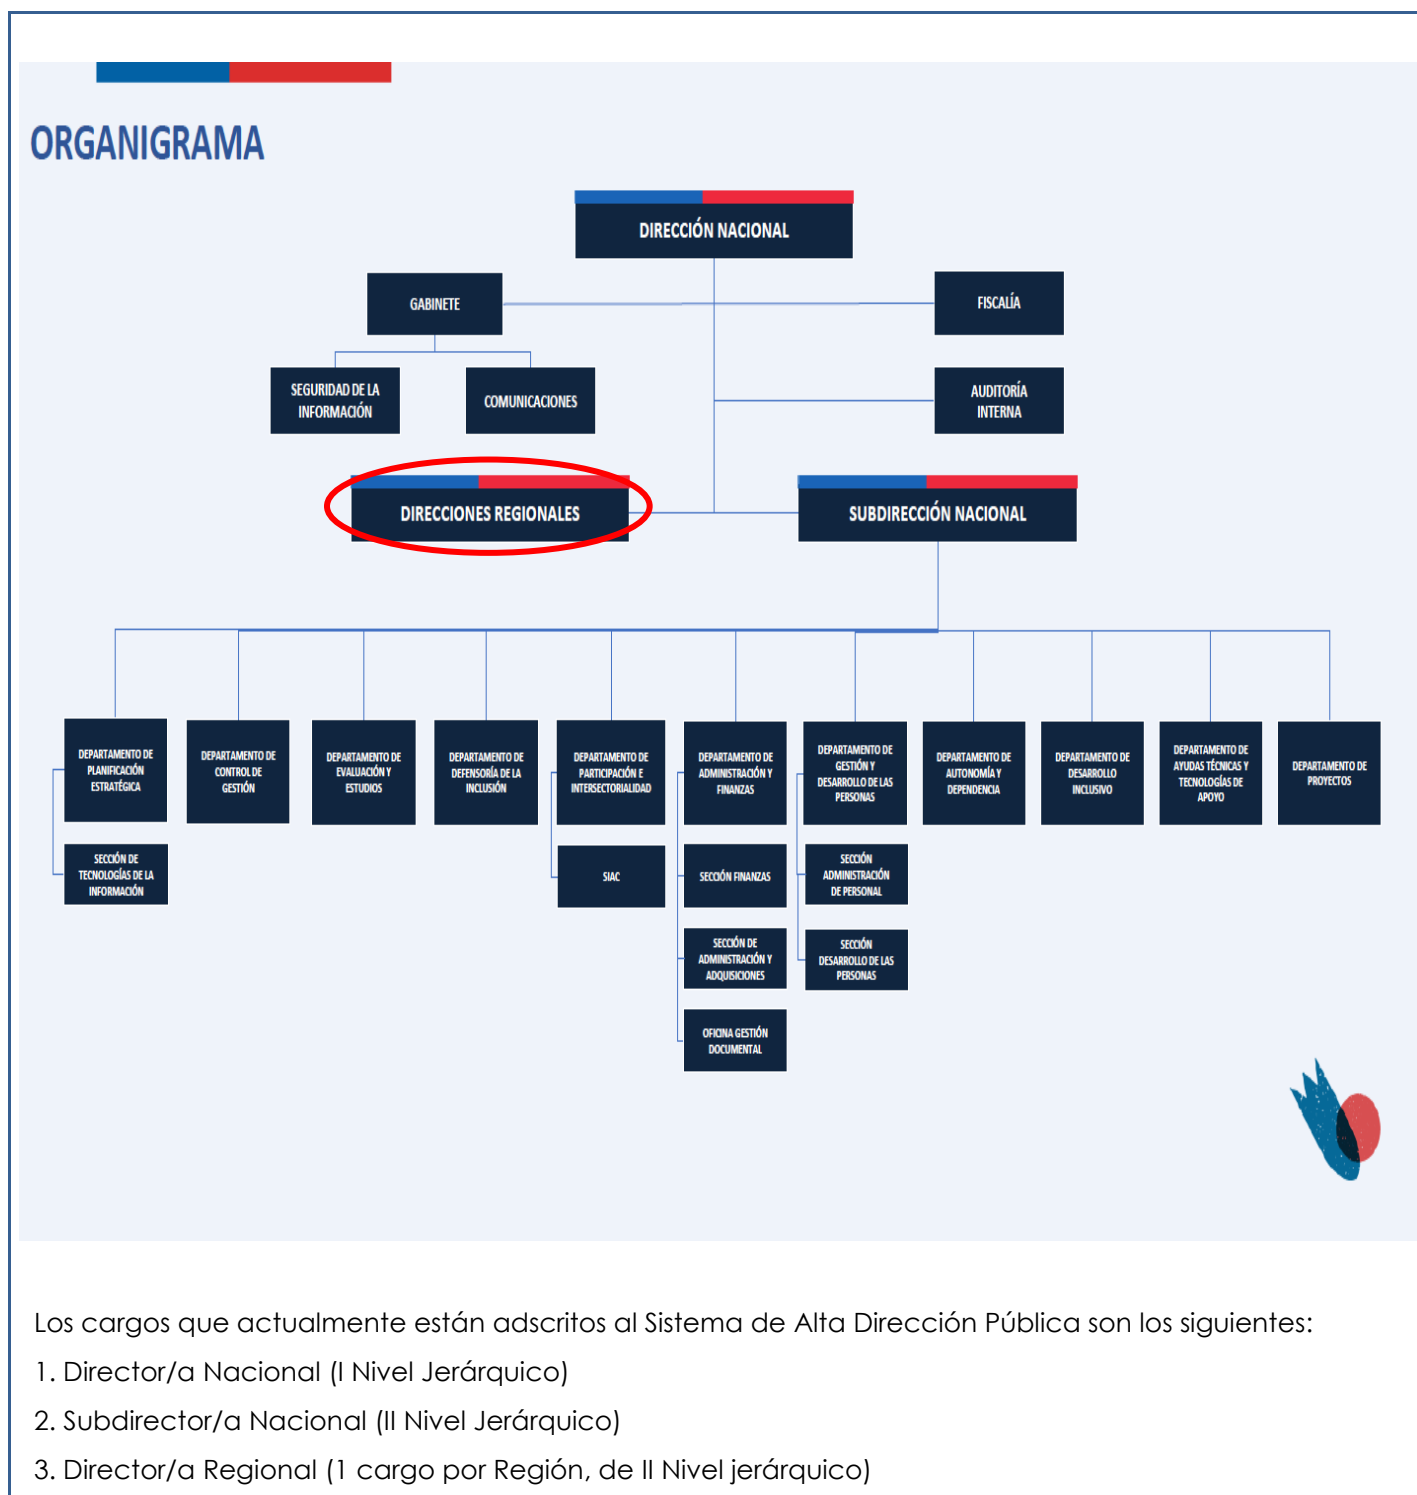 ORGANIGRAMA
DIRECCIÓN NACIONAL
GABINETE
FISCALÍA
SEGURIDAD DE LA
INFORMACIÓN
COMUNICACIONES
AUDITORÍA
INTERNA
DIRECCIONES REGIONALES
SUBDIRECCIÓN NACIONAL
DEPARTAMENTO DE
PLANIFICACIÓN
ESTRATÉGICA
DEPARTAMENTO DE
CONTROL DE
GESTIÓN
DEPARTAMENTO DE
EVALUACIÓN Y
ESTUDIOS
DEPARTAMENTO DE
DEFENSORÍA DE LA
INCLUSIÓN
DEPARTAMENTO DE
PARTICIPACIÓN E
INTERSECTORIALIDAD
DEPARTAMENTO DE
ADMINISTRACIÓN Y
FINANZAS
DEPARTAMENTO DE
GESTIÓN Y
DESARROLLO DE LAS
PERSONAS
DEPARTAMENTO DE
AUTONOMÍA Y
DEPENDENCIA
DEPARTAMENTO DE
DESARROLLO
INCLUSIVO
DEPARTAMENTO DE
AYUDAS TÉCNICAS Y
TECNOLOGÍAS DE
APOYO
DEPARTAMENTO DE
PROYECTOS
SECCIÓN DE
TECNOLOGÍAS DE LA
INFORMACIÓN
SIAC
SECCIÓN FINANZAS
SECCIÓN
ADMINISTRACIÓN
DE PERSONAL
SECCIÓN DE
ADMINISTRACIÓN Y
ADQUISICIONES
SECCIÓN
DESARROLLO DE LAS
PERSONAS
OFICINA GESTIÓN
DOCUMENTAL
Los cargos que actualmente están adscritos al Sistema de Alta Dirección Pública son los siguientes:
1. Director/a Nacional (I Nivel Jerárquico)
2. Subdirector/a Nacional (II Nivel Jerárquico)
3. Director/a Regional (1 cargo por Región, de II Nivel jerárquico)